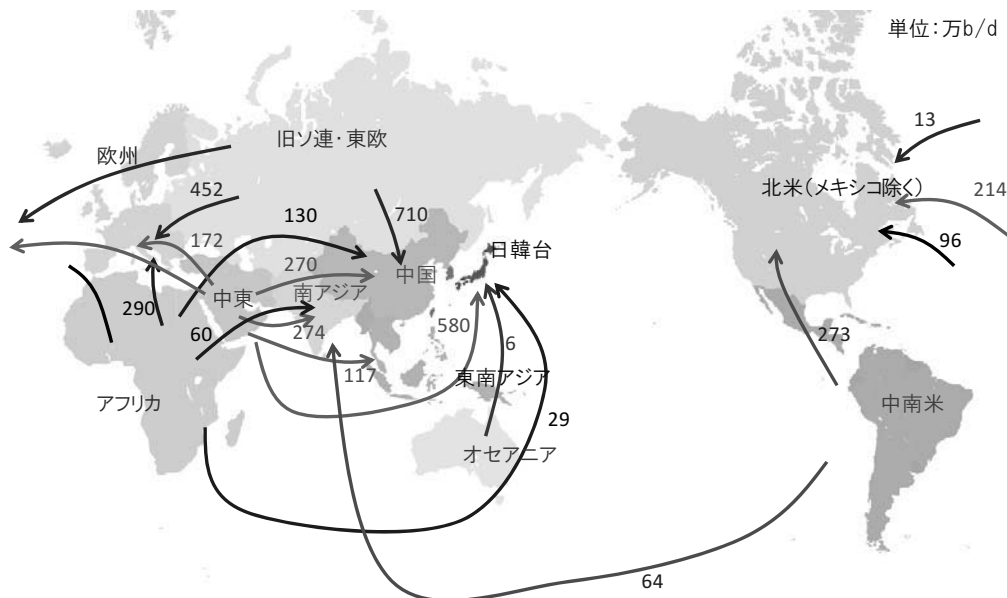 単位：万b/d
13
旧ソ連・東欧
欧州
北米（メキシコ除く）
452
214
130
710
96
172
日韓台
270
中国
南アジア
中東
290
60
274
580
6
273
117
東南アジア
アフリカ
中南米
29
オセアニア
64